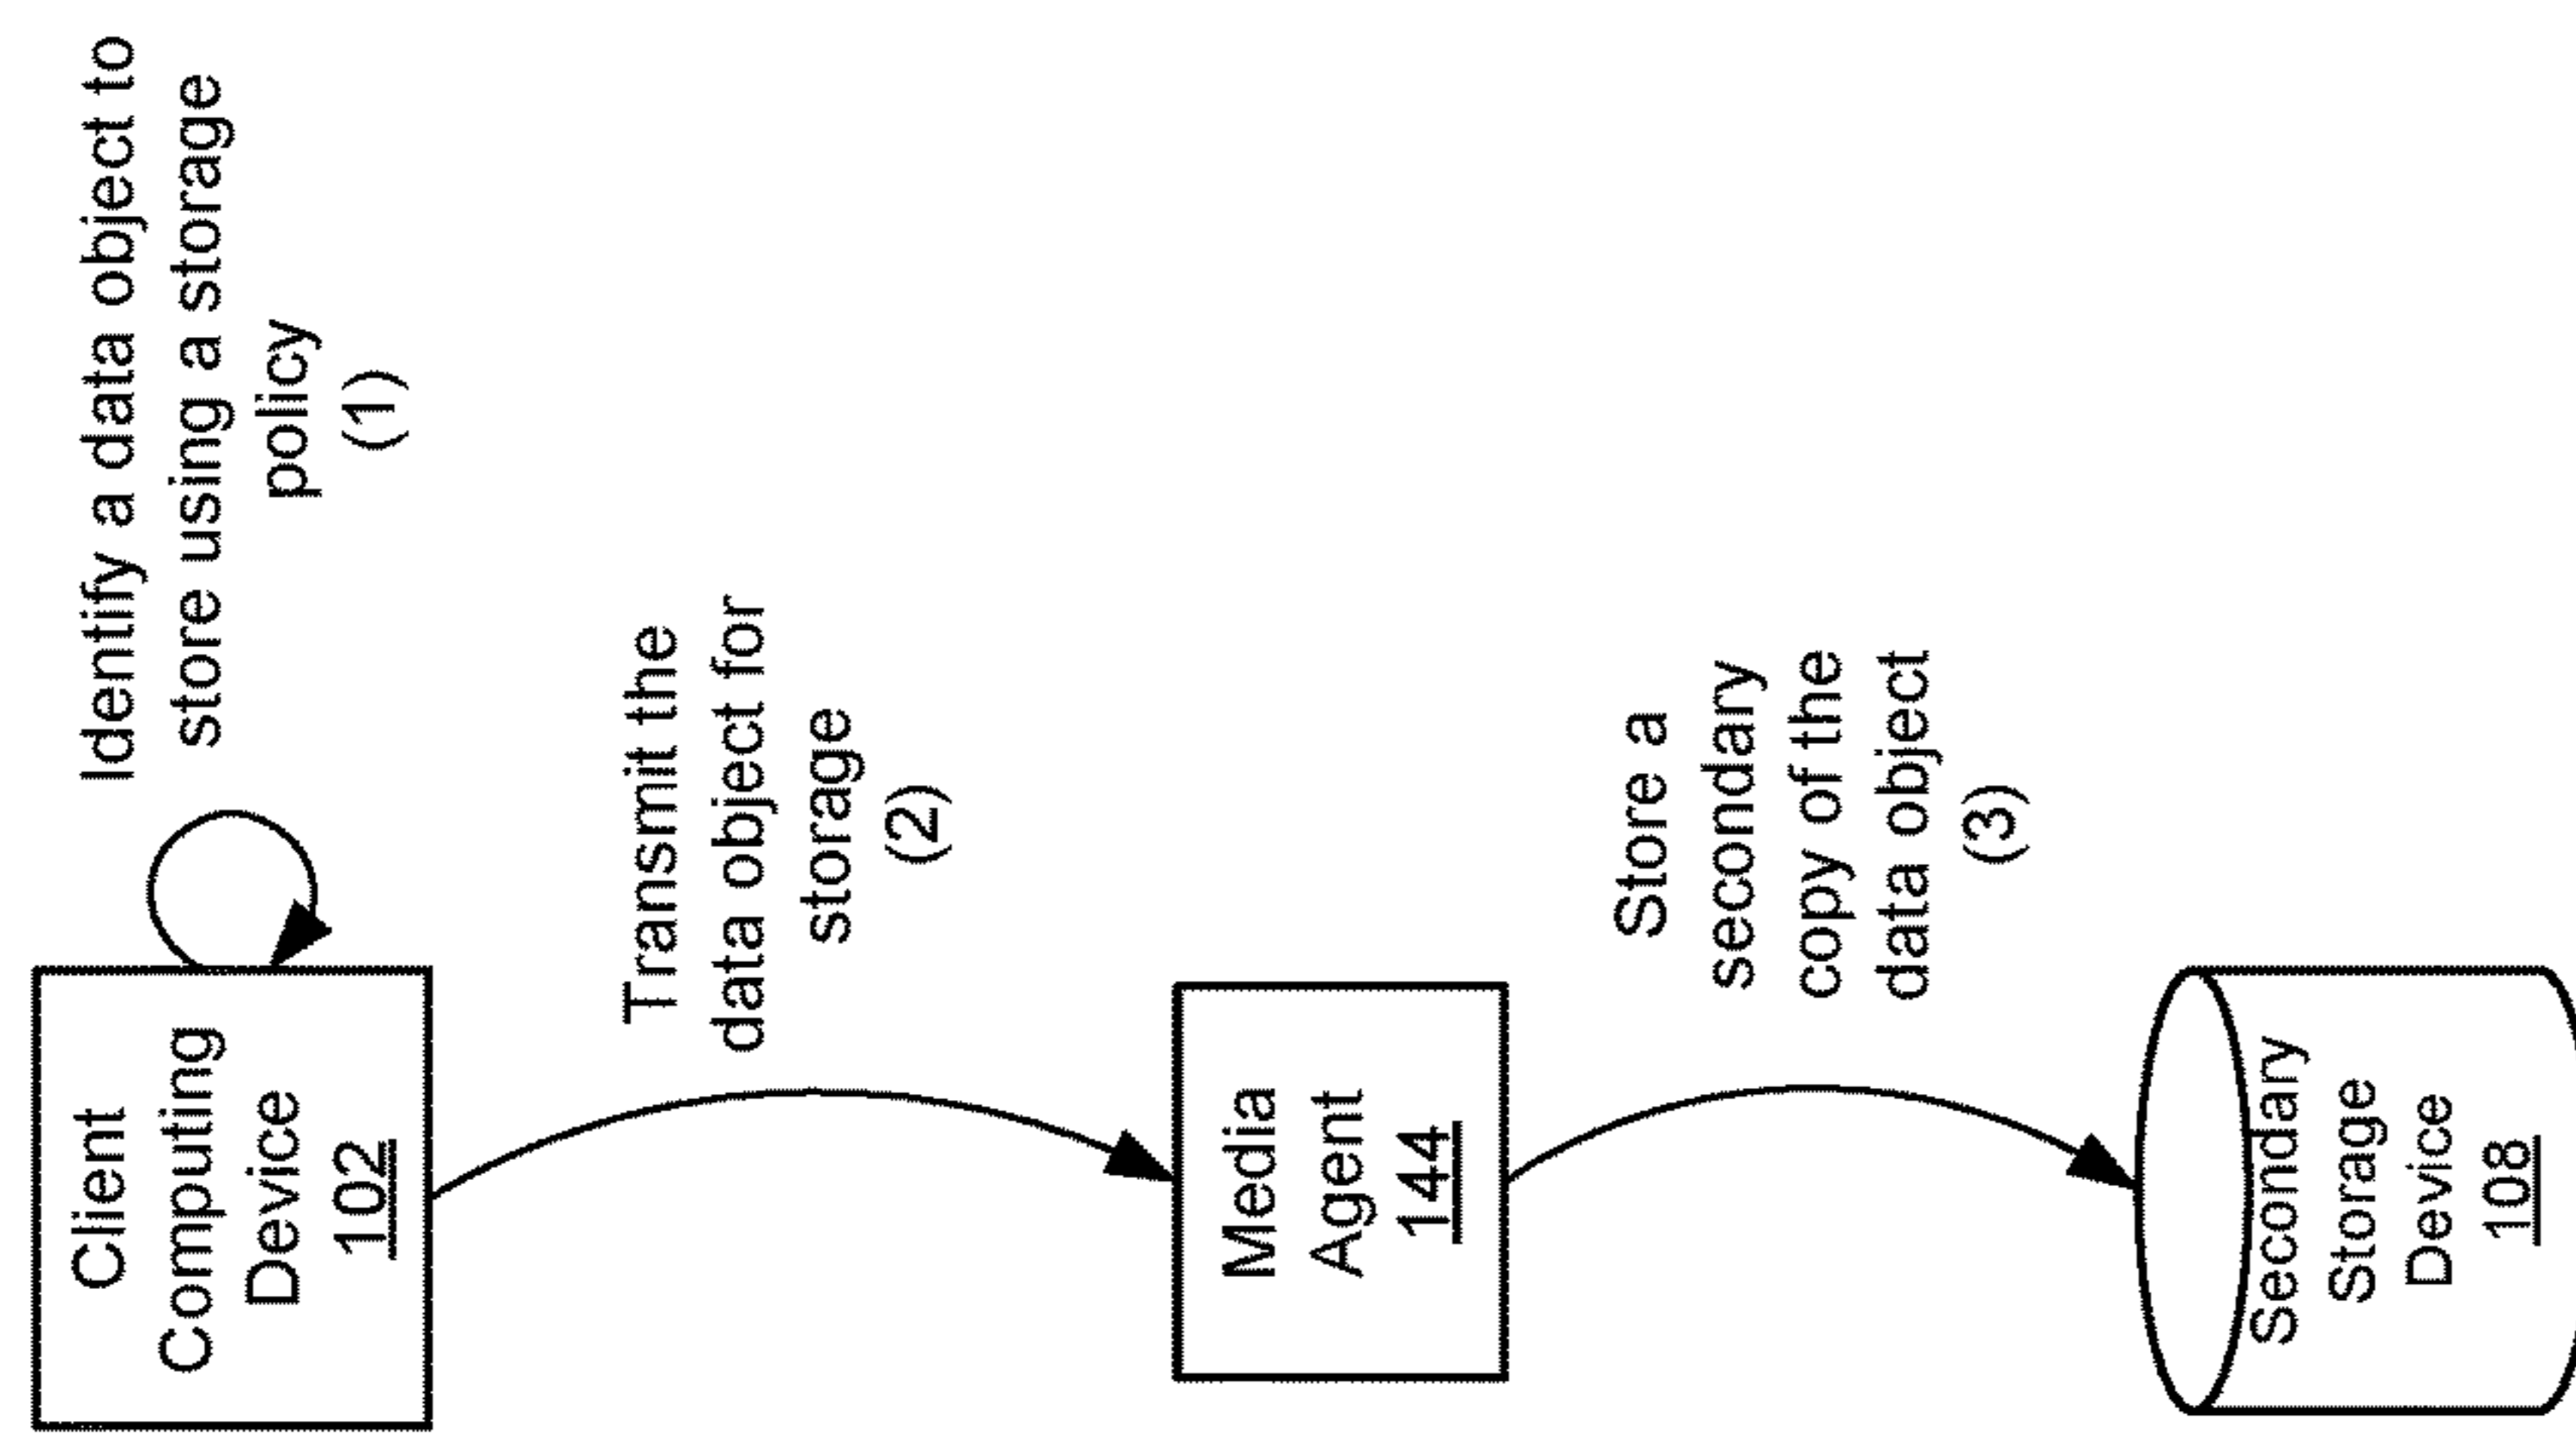 Identify a data object to
store using a storage
policy
(1)
Client
Computing
Device
102
Transmit the
data object for
storage
(2)
Media
Agent
144
Store a
secondary
copy of the
data object
(3)
Secondary
Storage
Device
108